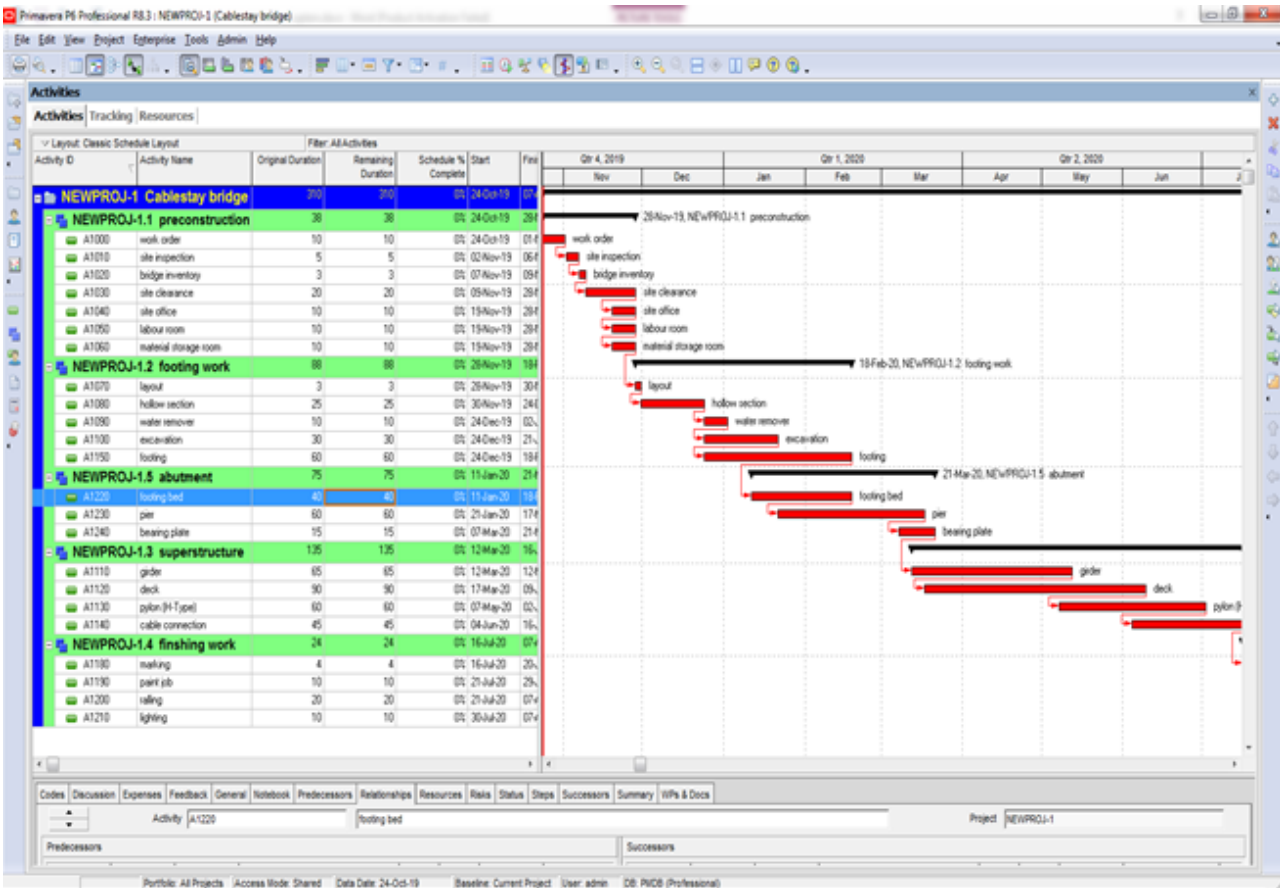 Primavera P6 Professional R8.3 : NEWPROJ-1 (Cablestay bridge)
File Edit View Project Enterprise Tools Admin Help
Activities
Activities Tracking Resources
Layout: Classic Schedule Layout Filter: All Activities
Activity ID Activity Name Original Duration Remaining Duration Schedule % Complete Start Fini Qtr 4, 2019 Qtr 1, 2020 Qtr 2, 2020
Nov Dec Jan Feb Mar Apr May Jun
NEWPROJ-1 Cablestay bridge 310 310 0% 24-Oct-19
NEWPROJ-1.1 preconstruction 38 38 0% 24-Oct-19 28-Nov-19, NEWPROJ-1.1 preconstruction
A1000 work order 10 10 0% 24-Oct-19 work order
A1010 site inspection 5 5 0% 02-Nov-19 site inspection
A1020 bridge inventory 3 3 0% 07-Nov-19 bridge inventory
A1030 site clearance 20 20 0% 09-Nov-19 site clearance
A1040 site office 10 10 0% 19-Nov-19 site office
A1050 labour room 10 10 0% 19-Nov-19 labour room
A1060 material storage room 10 10 0% 19-Nov-19 material storage room
NEWPROJ-1.2 footing work 88 88 0% 28-Nov-19 18-Feb-20, NEWPROJ-1.2 footing work
A1070 layout 3 3 0% 28-Nov-19 layout
A1080 hollow section 25 25 0% 30-Nov-19 hollow section
A1090 water remover 10 10 0% 24-Dec-19 water remover
A1100 excavation 30 30 0% 24-Dec-19 excavation
A1150 footing 60 60 0% 24-Dec-19 footing
NEWPROJ-1.5 abutment 75 75 0% 11-Jan-20 21-Mar-20, NEWPROJ-1.5 abutment
A1220 footing bed 40 40 0% 11-Jan-20 footing bed
A1230 pier 60 60 0% 21-Jan-20 pier
A1240 bearing plate 15 15 0% 07-Mar-20 bearing plate
NEWPROJ-1.3 superstructure 135 135 0% 12-Mar-20
A1110 girder 65 65 0% 12-Mar-20 girder
A1120 deck 90 90 0% 17-Mar-20 deck
A1130 pylon (H-Type) 60 60 0% 07-May-20 pylon (H
A1140 cable connection 45 45 0% 04-Jun-20
NEWPROJ-1.4 finshing work 24 24 0% 16-Jul-20
A1180 marking 4 4 0% 16-Jul-20
A1190 paint job 10 10 0% 21-Jul-20
A1200 railing 20 20 0% 21-Jul-20
A1210 lighting 10 10 0% 30-Jul-20
Codes Discussion Expenses Feedback General Notebook Predecessors Relationships Resources Risks Status Steps Successors Summary WPs & Docs
Activity A1220 footing bed Project NEWPROJ-1
Predecessors Successors
Portfolio: All Projects Access Mode: Shared Data Date: 24-Oct-19 Baseline: Current Project User: admin DB: PMDB (Professional)